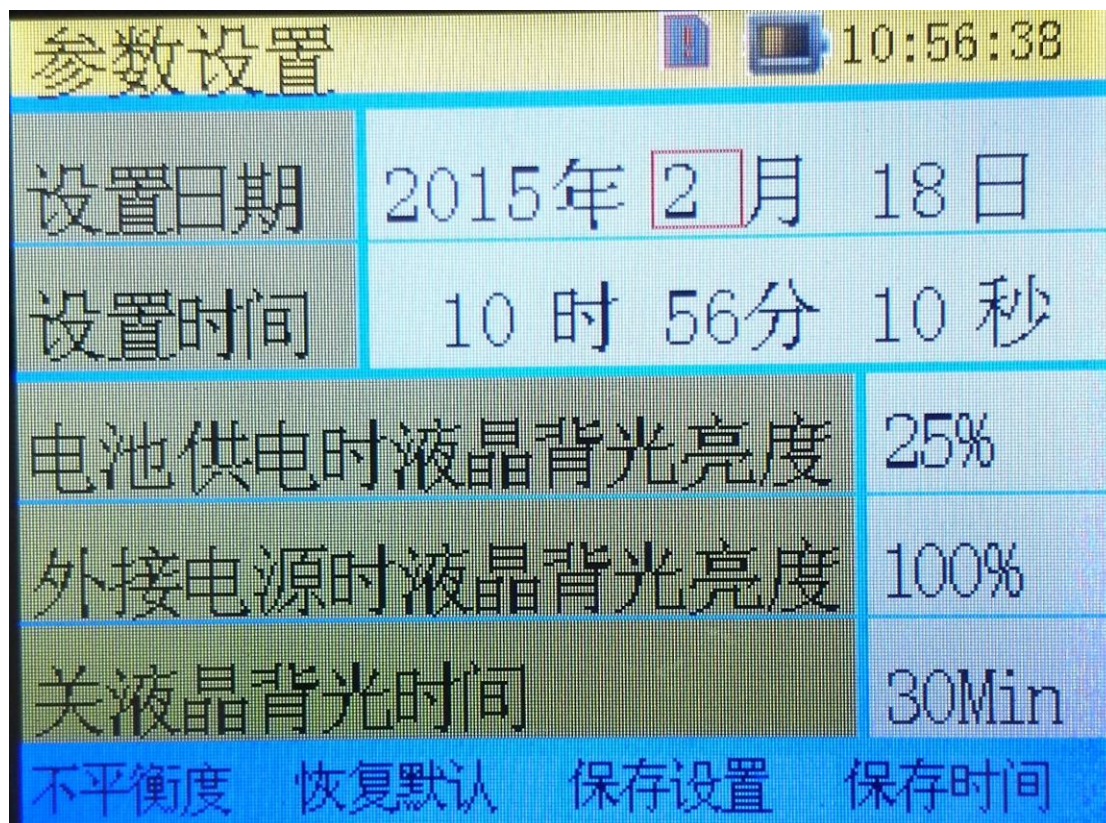 参数设置 10:56:38
设置日期 2015年 2月 18日
设置时间 10时 56分 10秒
电池供电时液晶背光亮度 25%
外接电源时液晶背光亮度 100%
关液晶背光时间 30Min
不平衡度 恢复默认 保存设置 保存时间